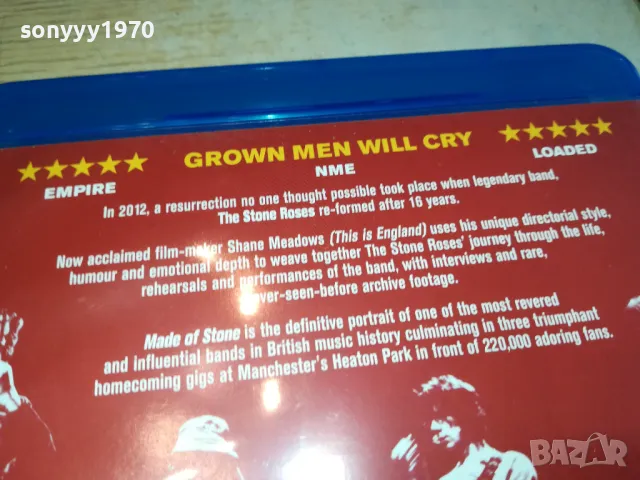 sonyyy1970
GROWN MEN WILL CRY
NME
EMPIRE
LOADED
In 2012, a resurrection no one thought possible took place when legendary band,
The Stone Roses re-formed after 16 years.
Now acclaimed film-maker Shane Meadows (This is England) uses his unique directorial style,
humour and emotional depth to weave together The Stone Roses' journey through the life,
rehearsals and performances of the band, with interviews and rare,
never-seen-before archive footage.
Made of Stone is the definitive portrait of one of the most revered
and influential bands in British music history culminating in three triumphant
homecoming gigs at Manchester's Heaton Park in front of 220,000 adoring fans.
BAZAR